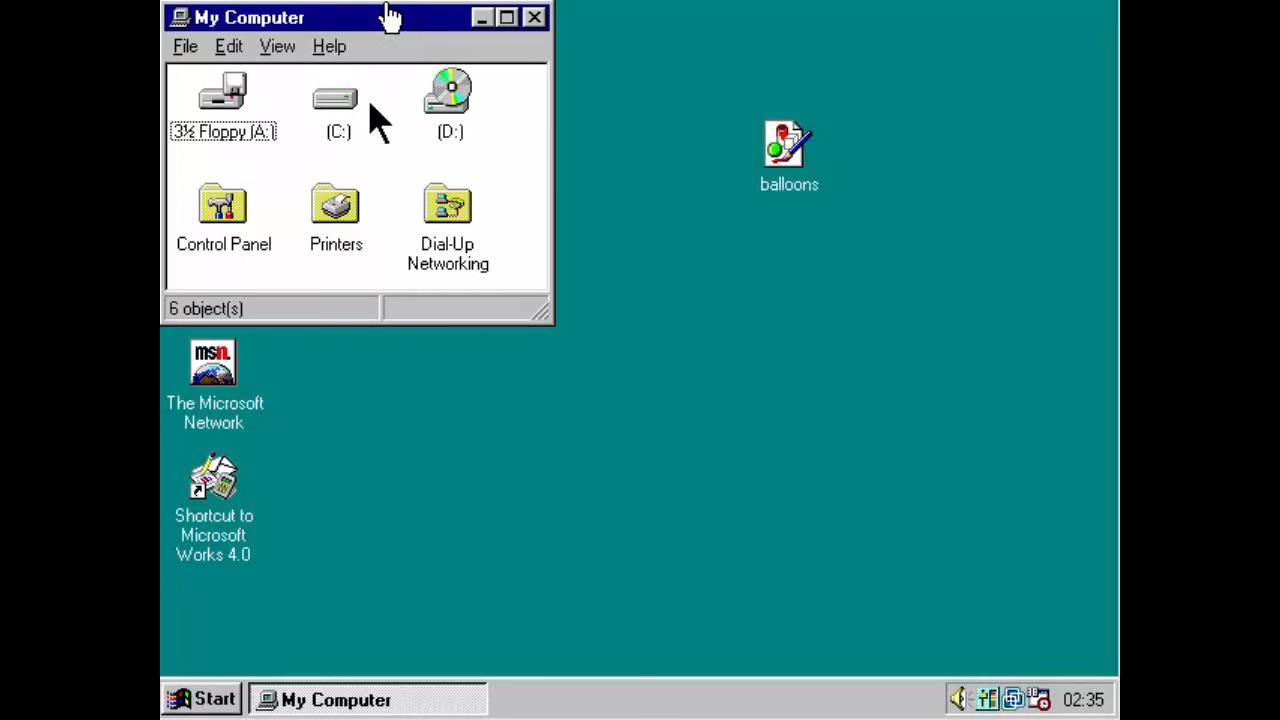 My Computer
File Edit View Help
3½ Floppy (A:) (C:) (D:)
balloons
Control Panel Printers Dial-Up
Networking
6 object(s)
msn.
The Microsoft
Network
Shortcut to
Microsoft
Works 4.0
Start My Computer 02:35